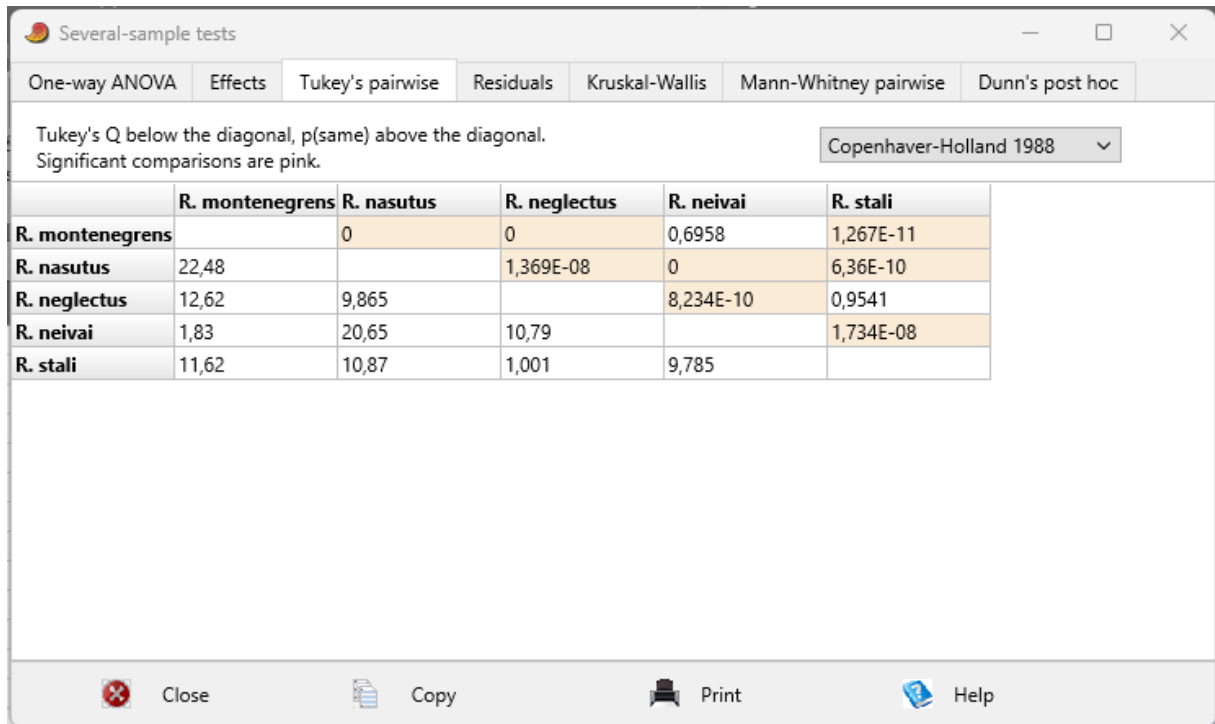 Several-sample tests
One-way ANOVA Effects Tukey's pairwise Residuals Kruskal-Wallis Mann-Whitney pairwise Dunn's post hoc
Tukey's Q below the diagonal, p(same) above the diagonal.
Significant comparisons are pink.
Copenhaver-Holland 1988
R. montenegrens R. nasutus R. neglectus R. neivai R. stali
R. montenegrens 0 0 0,6958 1,267E-11
R. nasutus 22,48 1,369E-08 0 6,36E-10
R. neglectus 12,62 9,865 8,234E-10 0,9541
R. neivai 1,83 20,65 10,79 1,734E-08
R. stali 11,62 10,87 1,001 9,785
Close Copy Print Help